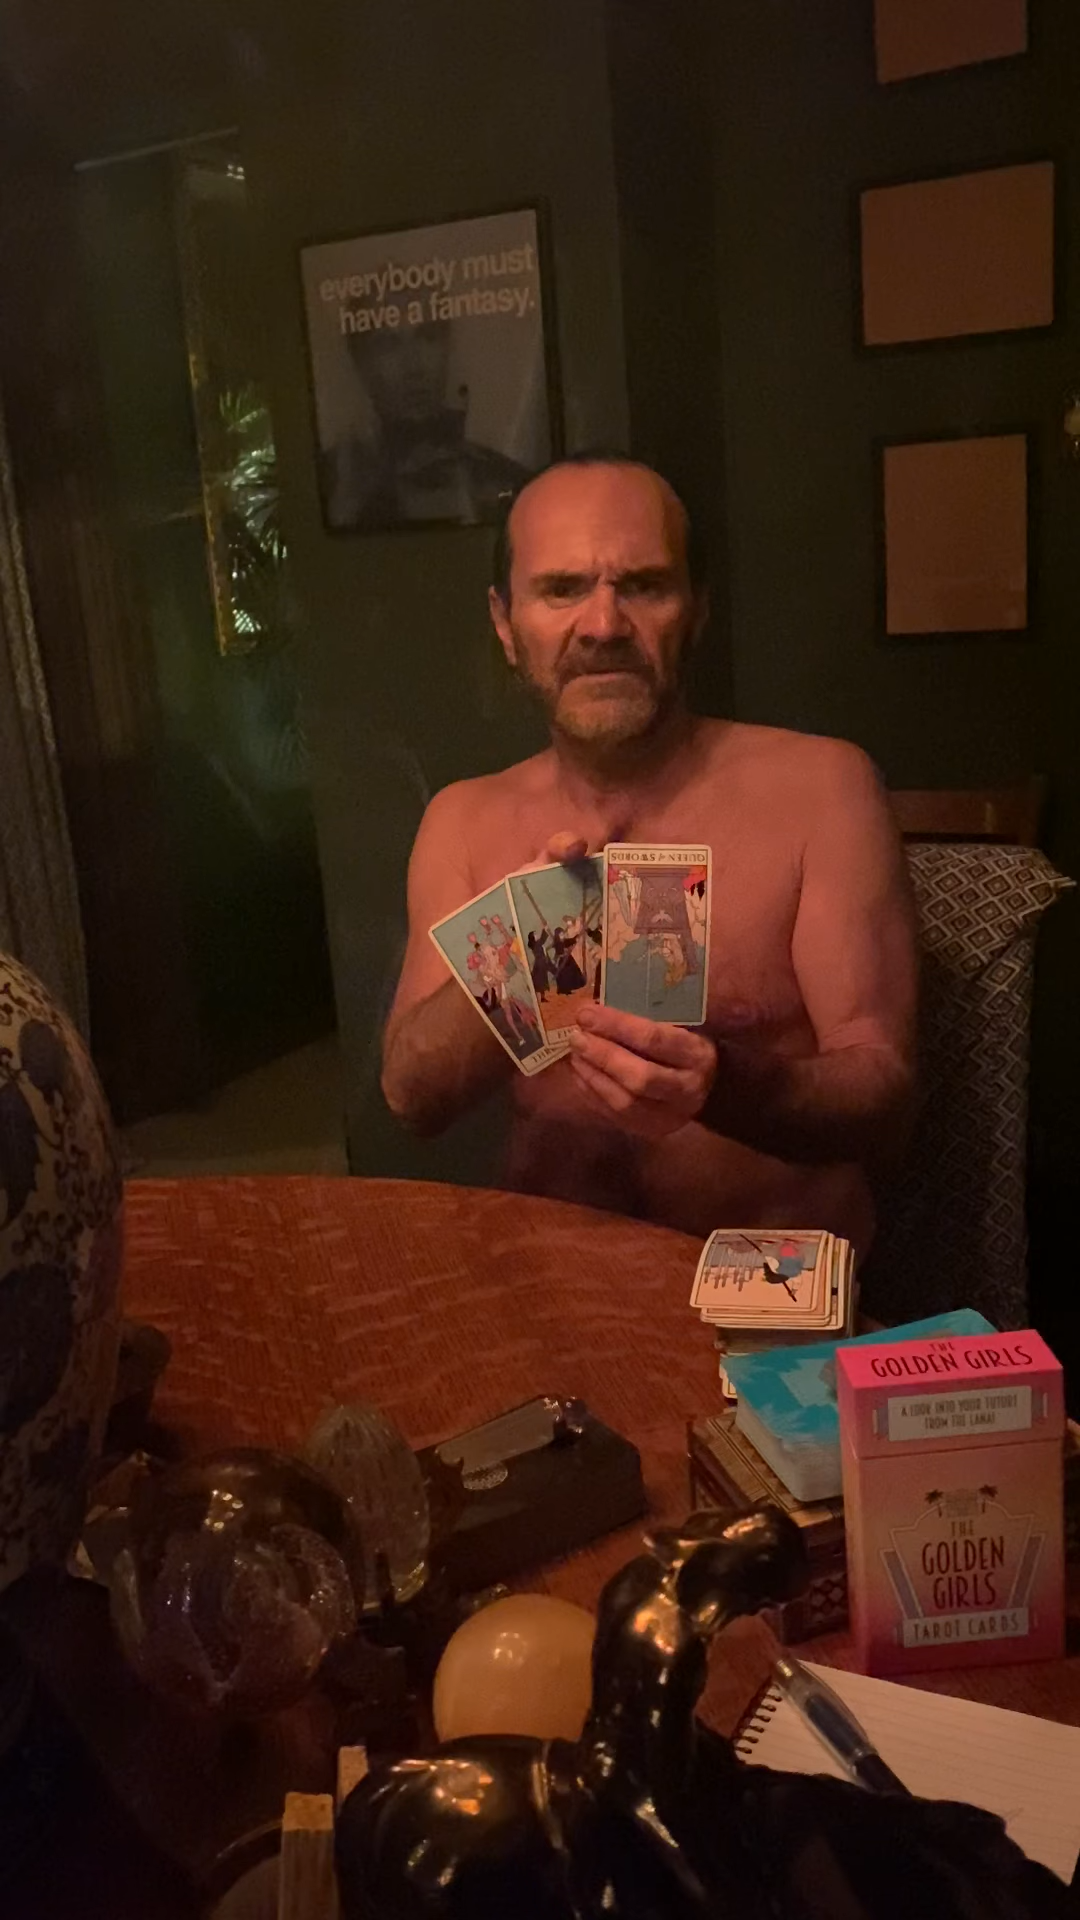 everybody must
have a fantasy.
QUEEN of SWORDS
THE
GOLDEN GIRLS
A LOOK INTO YOUR FUTURE
FROM THE LANAI
THE
GOLDEN
GIRLS
TAROT CARDS